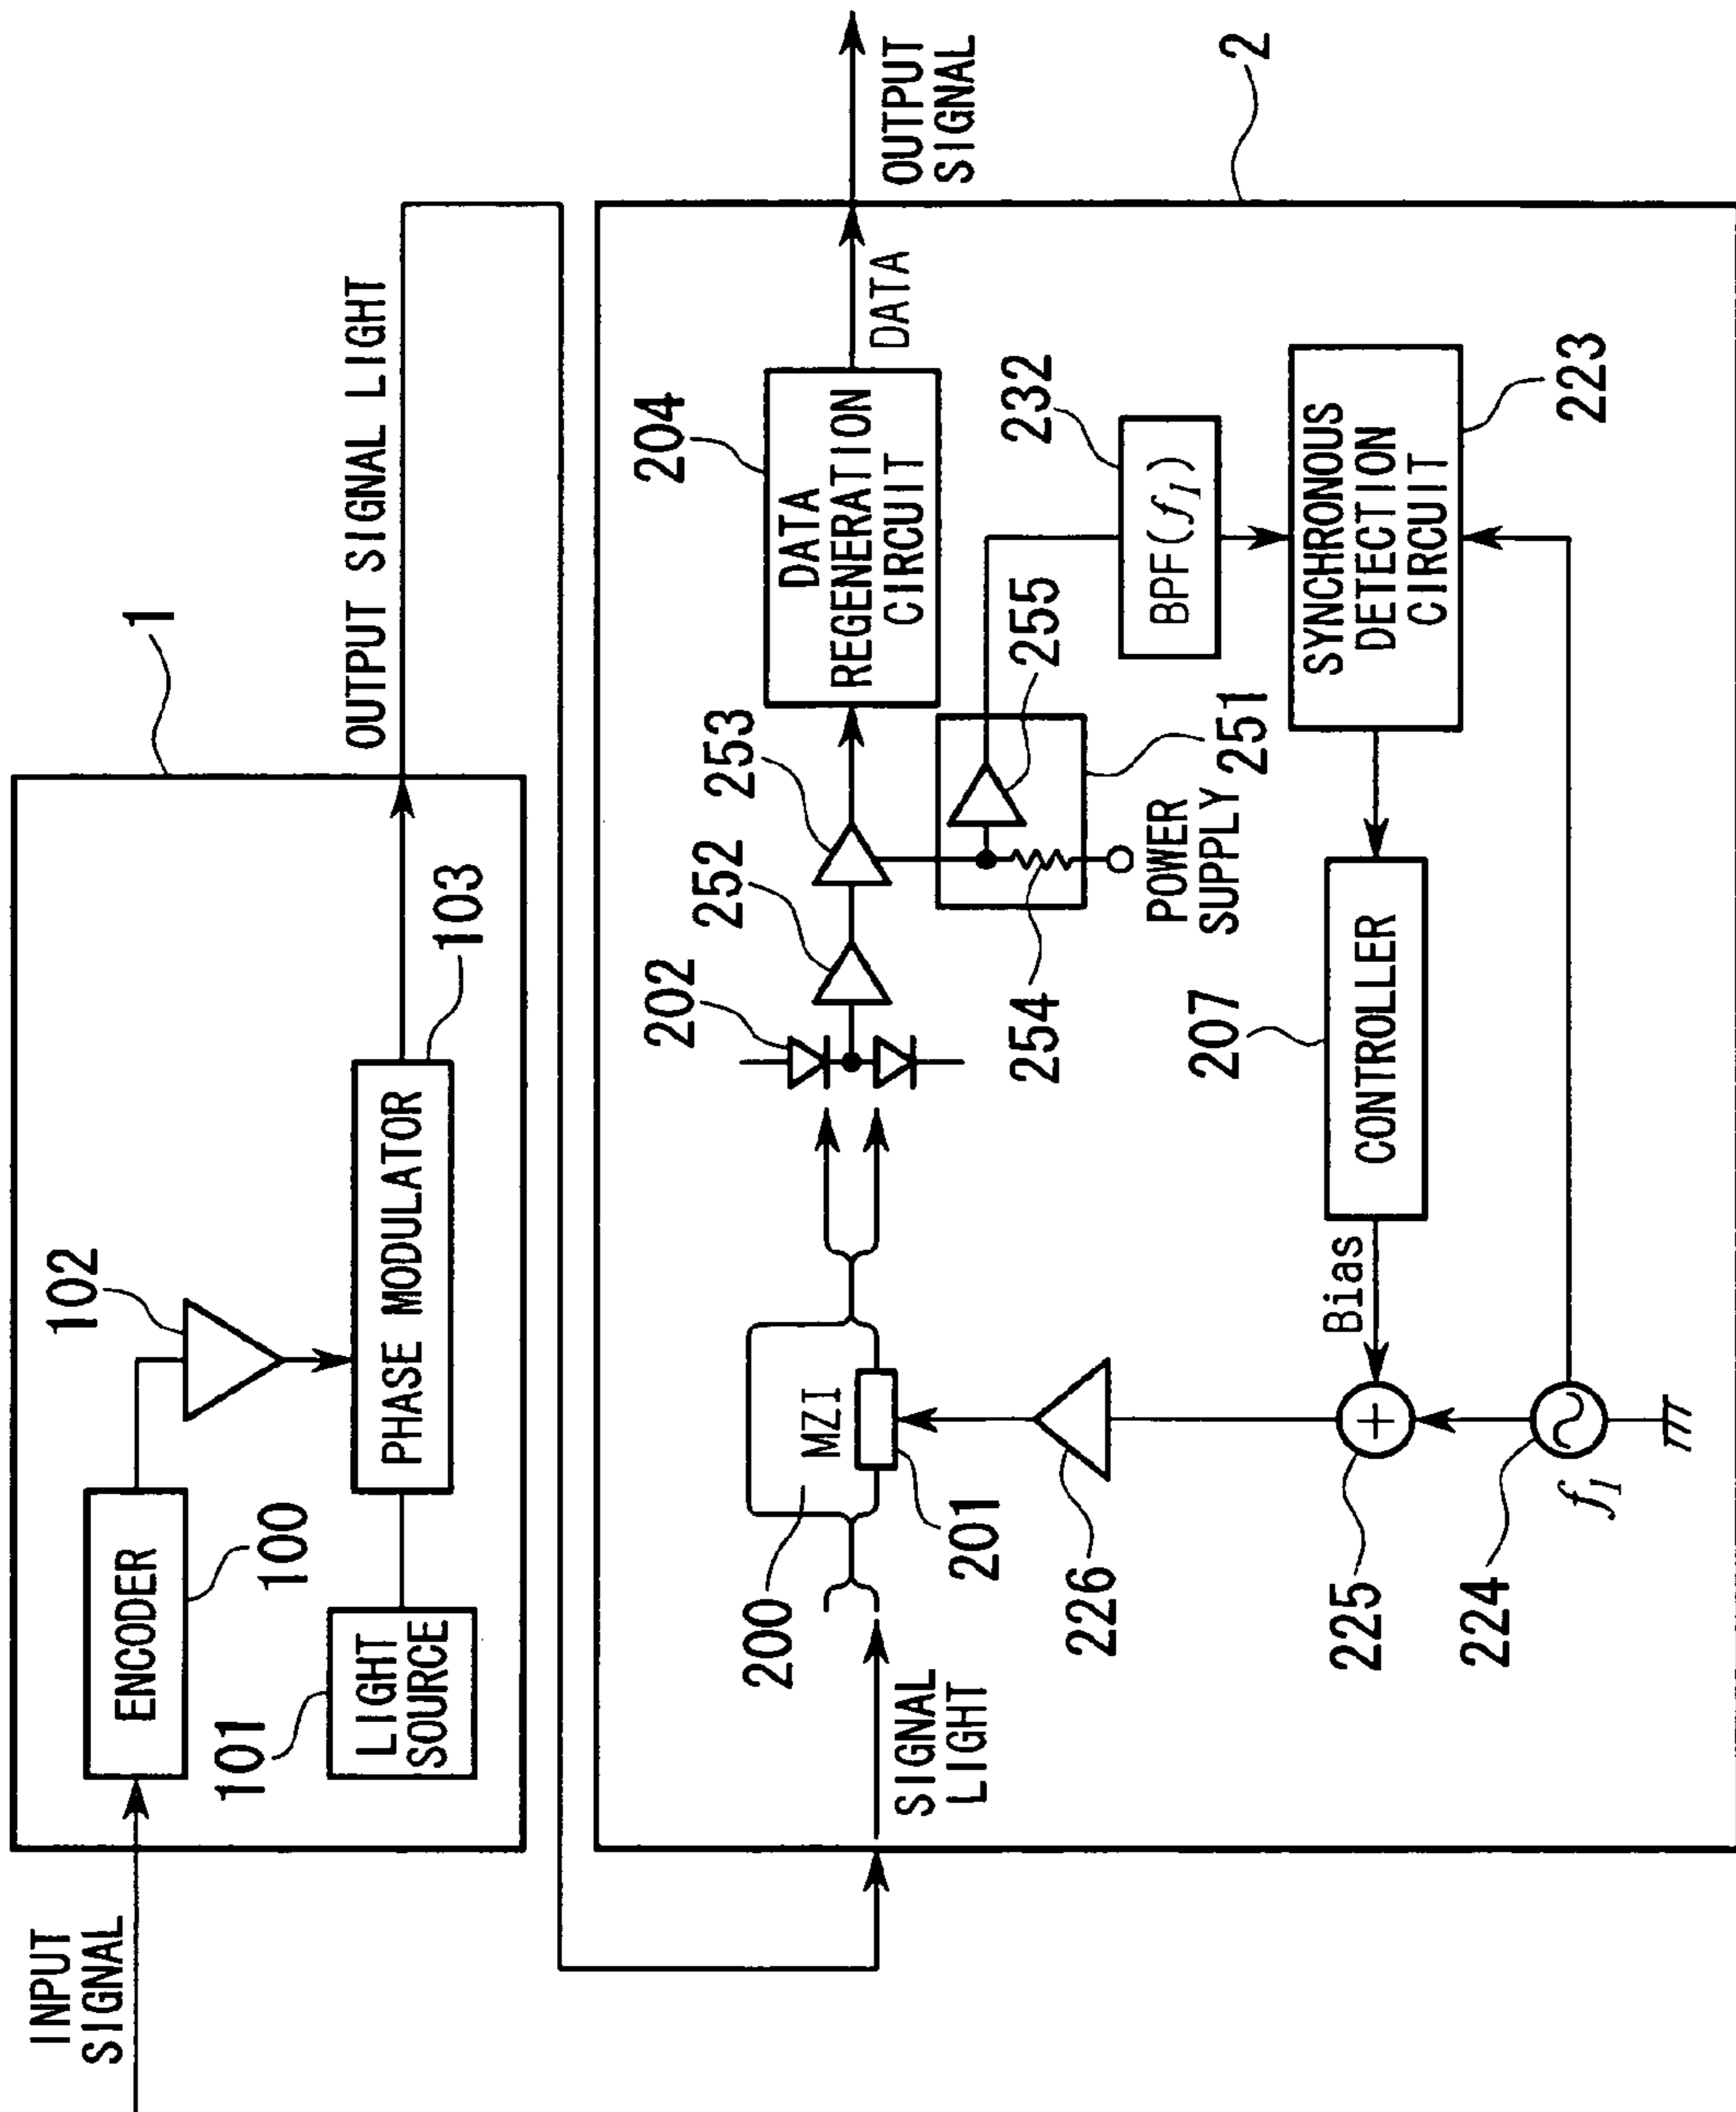 INPUT
SIGNAL
1
ENCODER
100
102
101
LIGHT
SOURCE
PHASE MODULATOR
103
OUTPUT SIGNAL LIGHT
2
SIGNAL
LIGHT
200
MZI
201
202
252
253
204
DATA
REGENERATION
CIRCUIT
DATA
OUTPUT
SIGNAL
254
255
251
POWER
SUPPLY
232
BPF(f1)
SYNCHRONOUS
DETECTION
CIRCUIT
223
207
CONTROLLER
Bias
226
225
+
224
f1